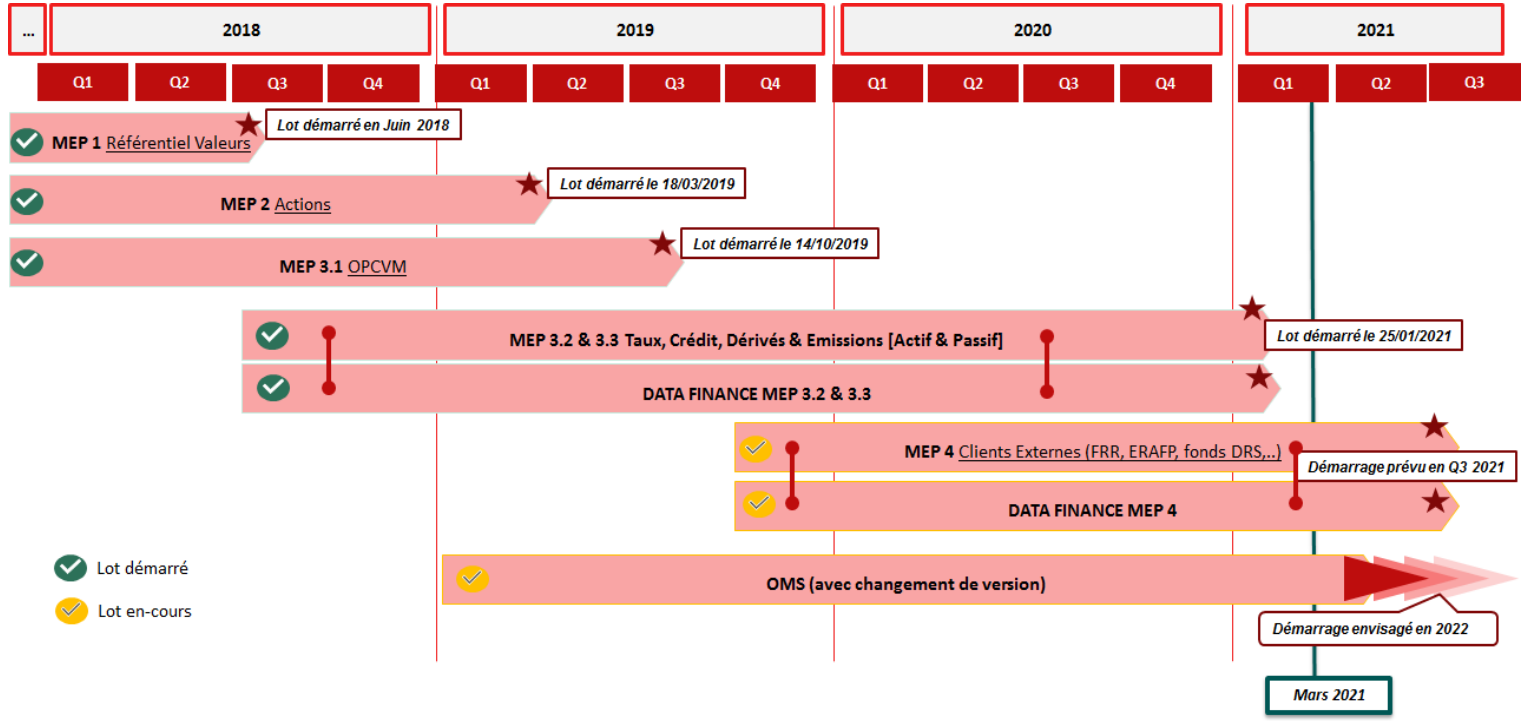 ...
2018
2019
2020
2021
Q1 Q2 Q3 Q4 Q1 Q2 Q3 Q4 Q1 Q2 Q3 Q4 Q1 Q2 Q3
Lot démarré en Juin 2018
MEP 1 Référentiel Valeurs
Lot démarré le 18/03/2019
MEP 2 Actions
Lot démarré le 14/10/2019
MEP 3.1 OPCVM
MEP 3.2 & 3.3 Taux, Crédit, Dérivés & Emissions [Actif & Passif]
Lot démarré le 25/01/2021
DATA FINANCE MEP 3.2 & 3.3
MEP 4 Clients Externes (FRR, ERAFP, fonds DRS,..)
Démarrage prévu en Q3 2021
DATA FINANCE MEP 4
Lot démarré
OMS (avec changement de version)
Lot en-cours
Démarrage envisagé en 2022
Mars 2021